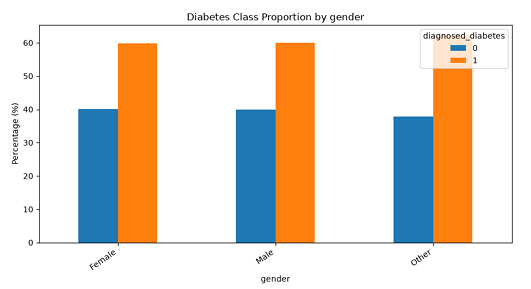 Diabetes Class Proportion by gender
diagnosed_diabetes
0
1
Percentage (%)
60
50
40
30
20
10
0
Female
Male
Other
gender